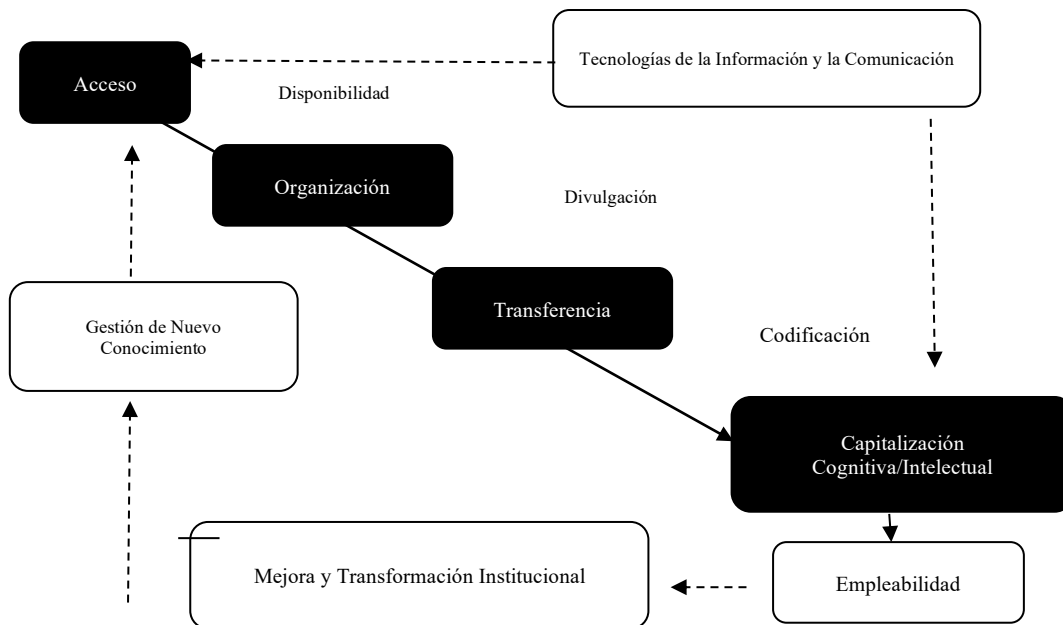 Tecnologías de la Información y la Comunicación
Acceso
Disponibilidad
Organización
Divulgación
Transferencia
Gestión de Nuevo
Conocimiento
Codificación
Capitalización
Cognitiva/Intelectual
Mejora y Transformación Institucional
Empleabilidad